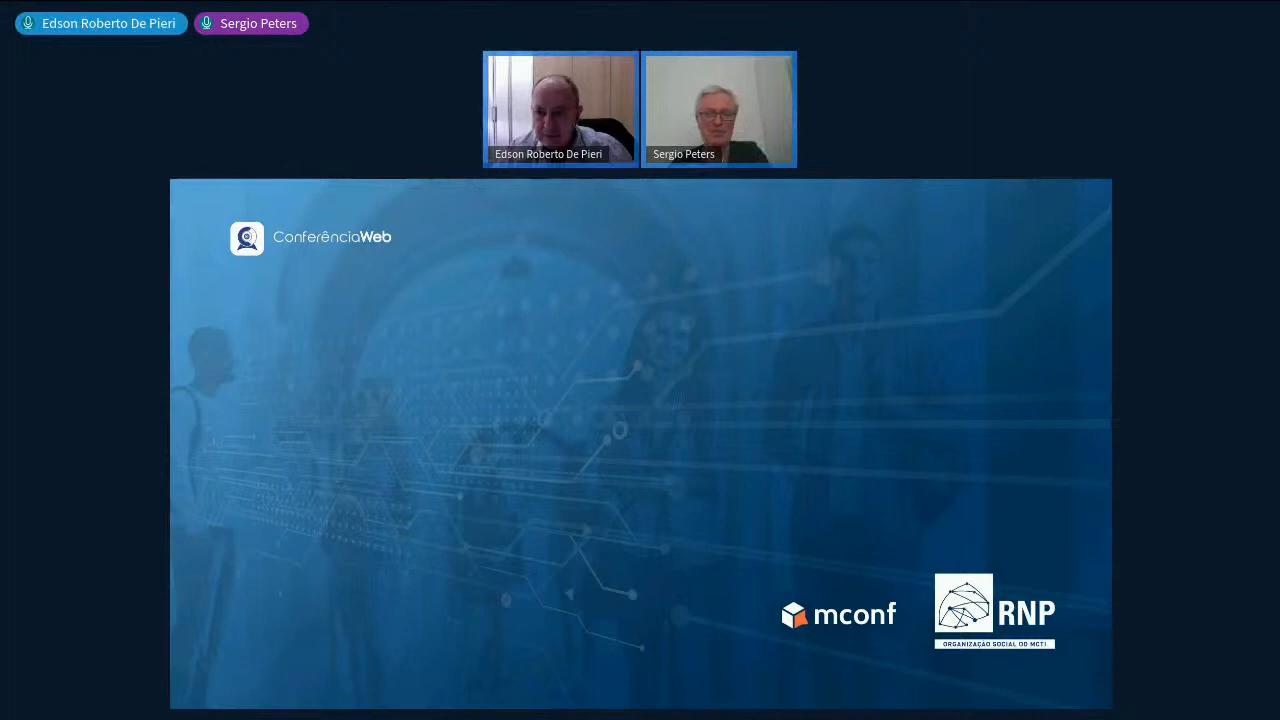 Edson Roberto De Pieri
Sergio Peters
Edson Roberto De Pieri
Sergio Peters
ConferênciaWeb
mconf
RNP
ORGANIZAÇÃO SOCIAL DO MCTI